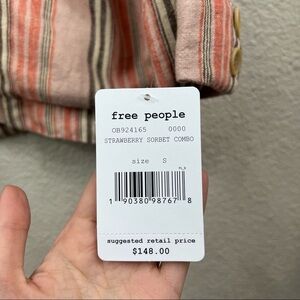 free people
OB924165 0000
STRAWBERRY SORBET COMBO
size S
1 90380 98767 8
suggested retail price
$148.00